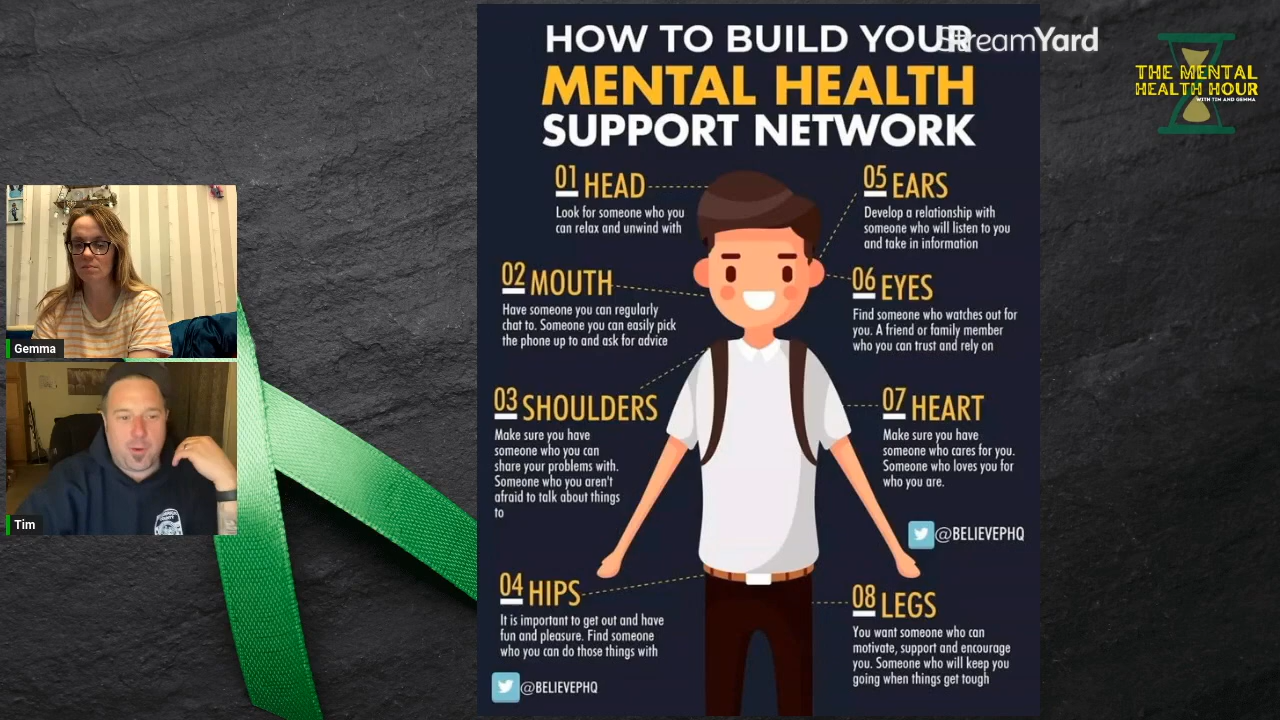 HOW TO BUILD YOUR
MENTAL HEALTH
SUPPORT NETWORK
StreamYard
THE MENTAL
HEALTH HOUR
WITH TIM AND GEMMA
01 HEAD
Look for someone who you
can relax and unwind with
02 MOUTH
Have someone you can regularly
chat to. Someone you can easily pick
the phone up to and ask for advice
03 SHOULDERS
Make sure you have
someone who you can
share your problems with.
Someone who you aren't
afraid to talk about things
to
04 HIPS
It is important to get out and have
fun and pleasure. Find someone
who you can do those things with
@BELIEVEPHQ
05 EARS
Develop a relationship with
someone who will listen to you
and take in information
06 EYES
Find someone who watches out for
you. A friend or family member
who you can trust and rely on
07 HEART
Make sure you have
someone who cares for you.
Someone who loves you for
who you are.
@BELIEVEPHQ
08 LEGS
You want someone who can
motivate, support and encourage
you. Someone who will keep you
going when things get tough
Gemma
Tim